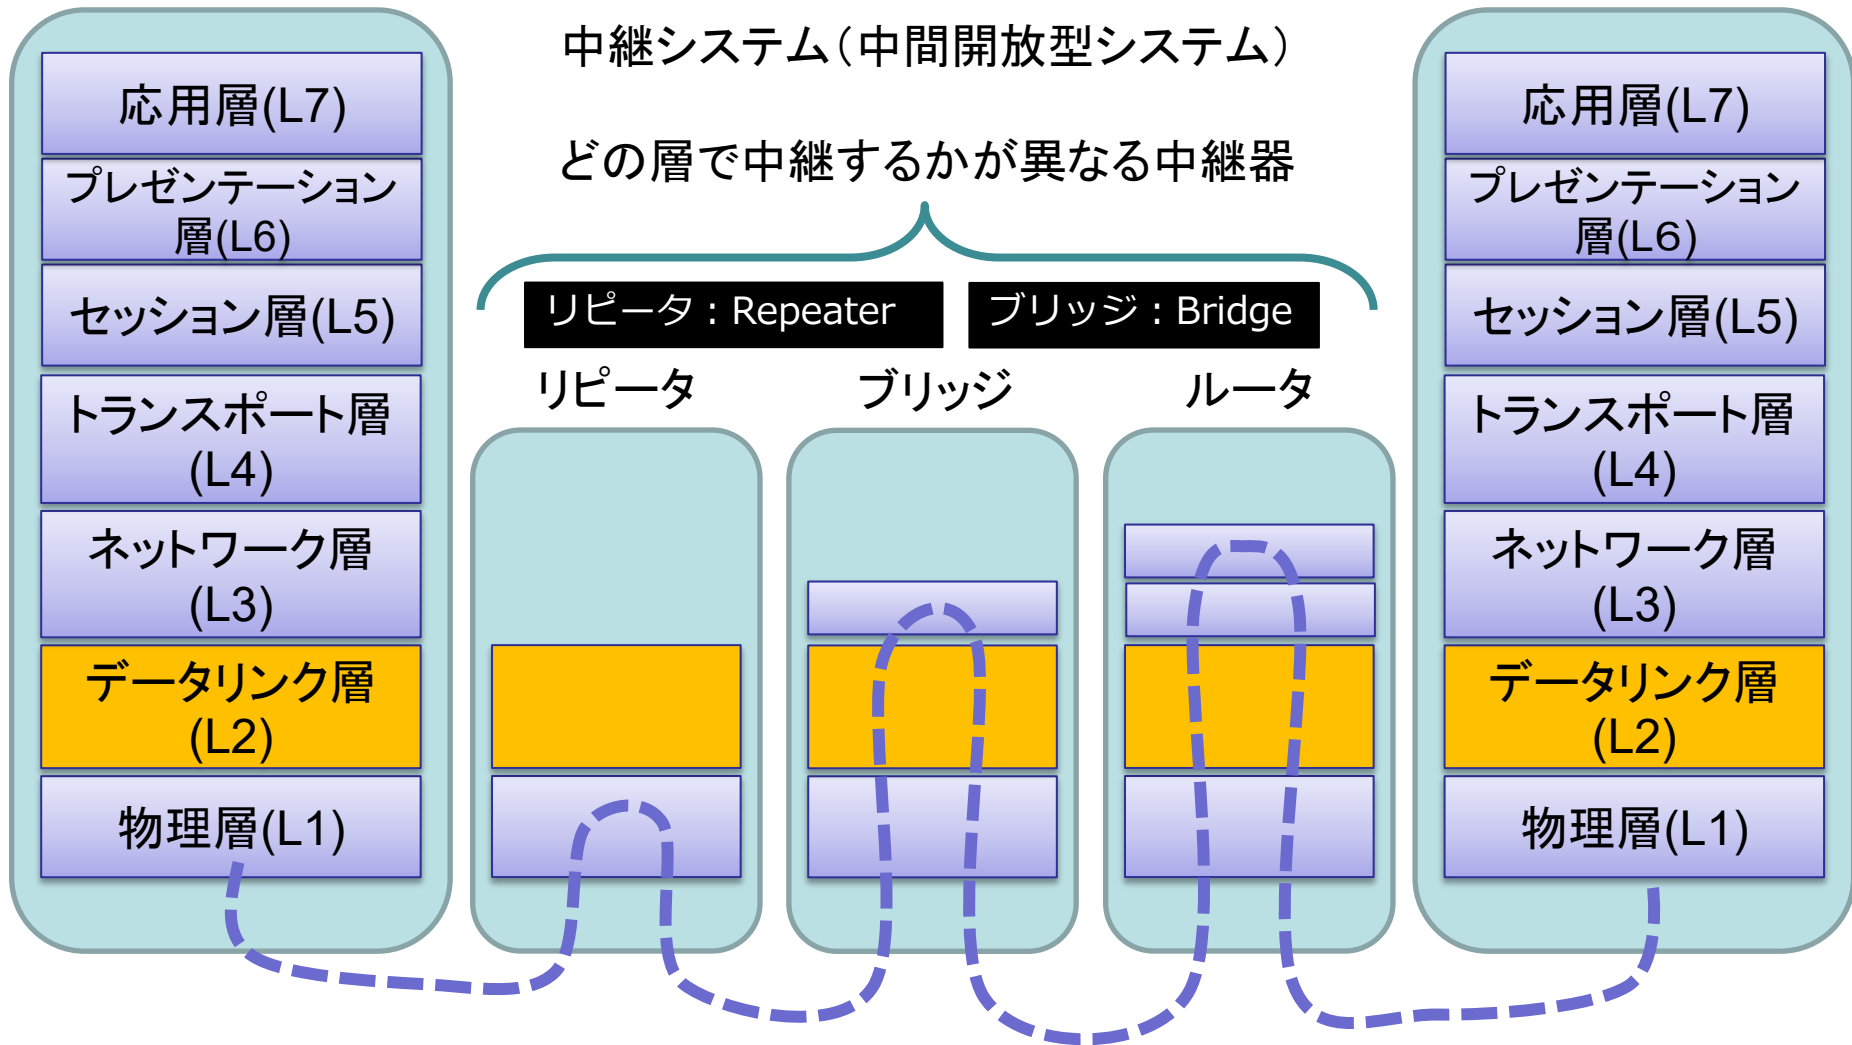 中継システム(中間開放型システム)
どの層で中継するかが異なる中継器
応用層(L7)
プレゼンテーション
層(L6)
セッション層(L5)
トランスポート層
(L4)
ネットワーク層
(L3)
データリンク層
(L2)
物理層(L1)
リピータ:Repeater
ブリッジ:Bridge
リピータ
ブリッジ
ルータ
応用層(L7)
プレゼンテーション
層(L6)
セッション層(L5)
トランスポート層
(L4)
ネットワーク層
(L3)
データリンク層
(L2)
物理層(L1)